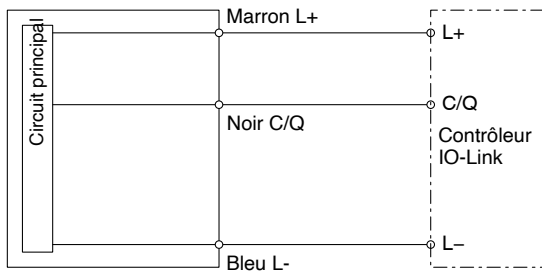 Marron L+
L+
Circuit principal
C/Q
Noir C/Q
Contrôleur
IO-Link
L–
Bleu L-